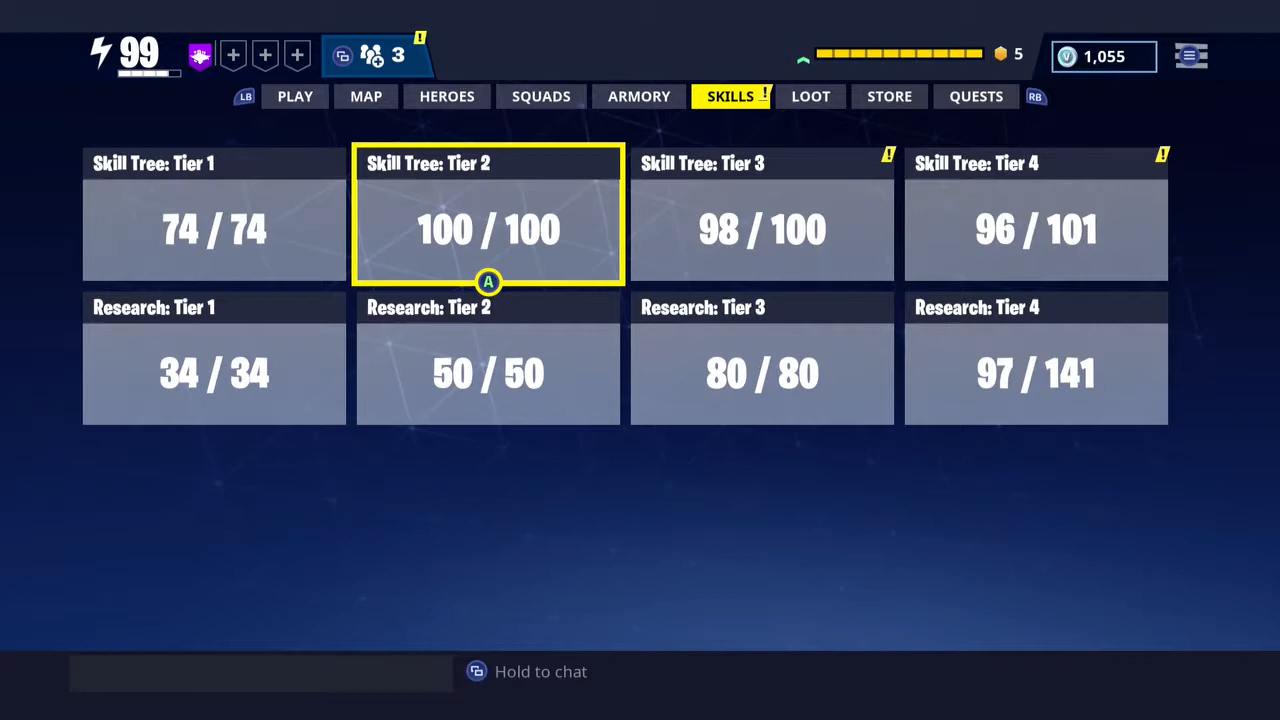 99
3
!
5
1,055
LB
PLAY
MAP
HEROES
SQUADS
ARMORY
SKILLS !
LOOT
STORE
QUESTS
RB
Skill Tree: Tier 1
Skill Tree: Tier 2
Skill Tree: Tier 3 !
Skill Tree: Tier 4 !
74 / 74
100 / 100
98 / 100
96 / 101
A
Research: Tier 1
Research: Tier 2
Research: Tier 3
Research: Tier 4
34 / 34
50 / 50
80 / 80
97 / 141
Hold to chat